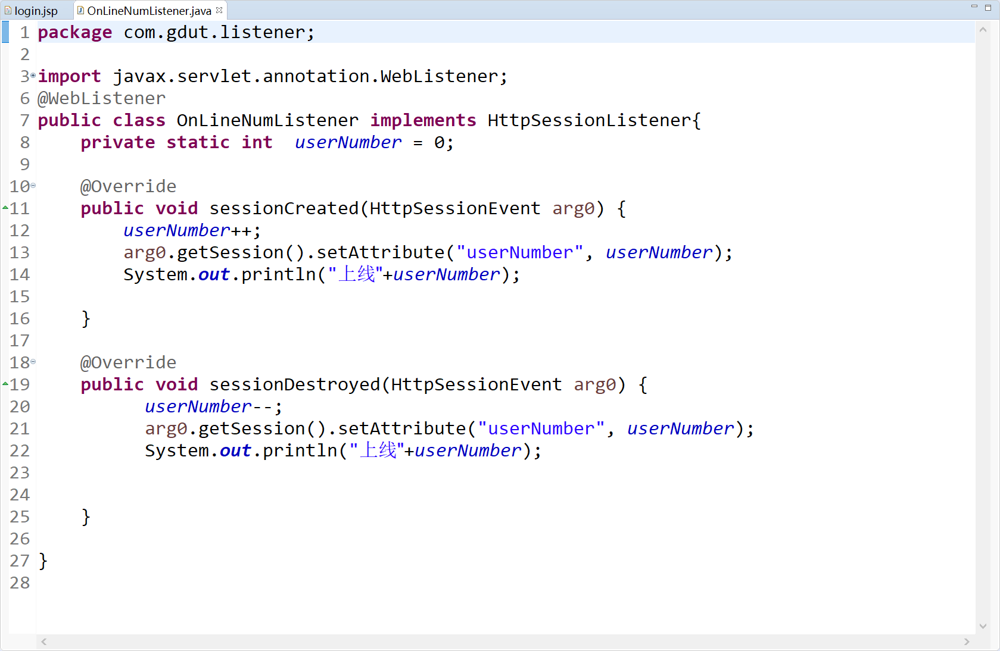 login.jsp
OnLineNumListener.java
1 package com.gdut.listener;
2
3 import javax.servlet.annotation.WebListener;
6 @WebListener
7 public class OnLineNumListener implements HttpSessionListener{
8     private static int  userNumber = 0;
9
10     @Override
11     public void sessionCreated(HttpSessionEvent arg0) {
12         userNumber++;
13         arg0.getSession().setAttribute("userNumber", userNumber);
14         System.out.println("上线"+userNumber);
15
16     }
17
18     @Override
19     public void sessionDestroyed(HttpSessionEvent arg0) {
20           userNumber--;
21           arg0.getSession().setAttribute("userNumber", userNumber);
22           System.out.println("上线"+userNumber);
23
24
25     }
26
27 }
28